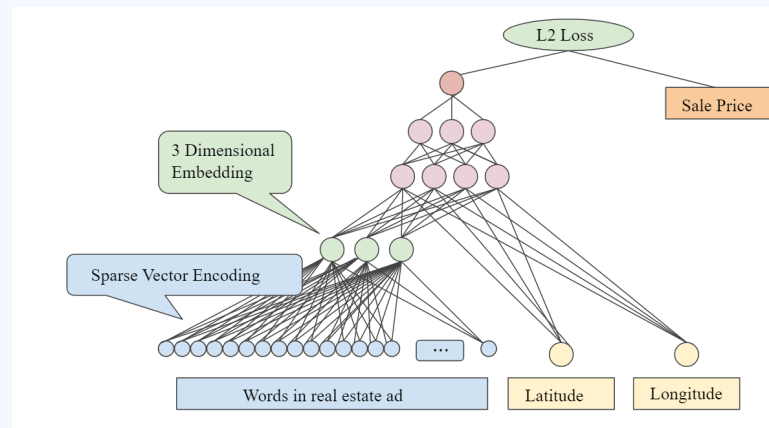 L2 Loss
Sale Price
3 Dimensional
Embedding
Sparse Vector Encoding
...
Words in real estate ad
Latitude
Longitude